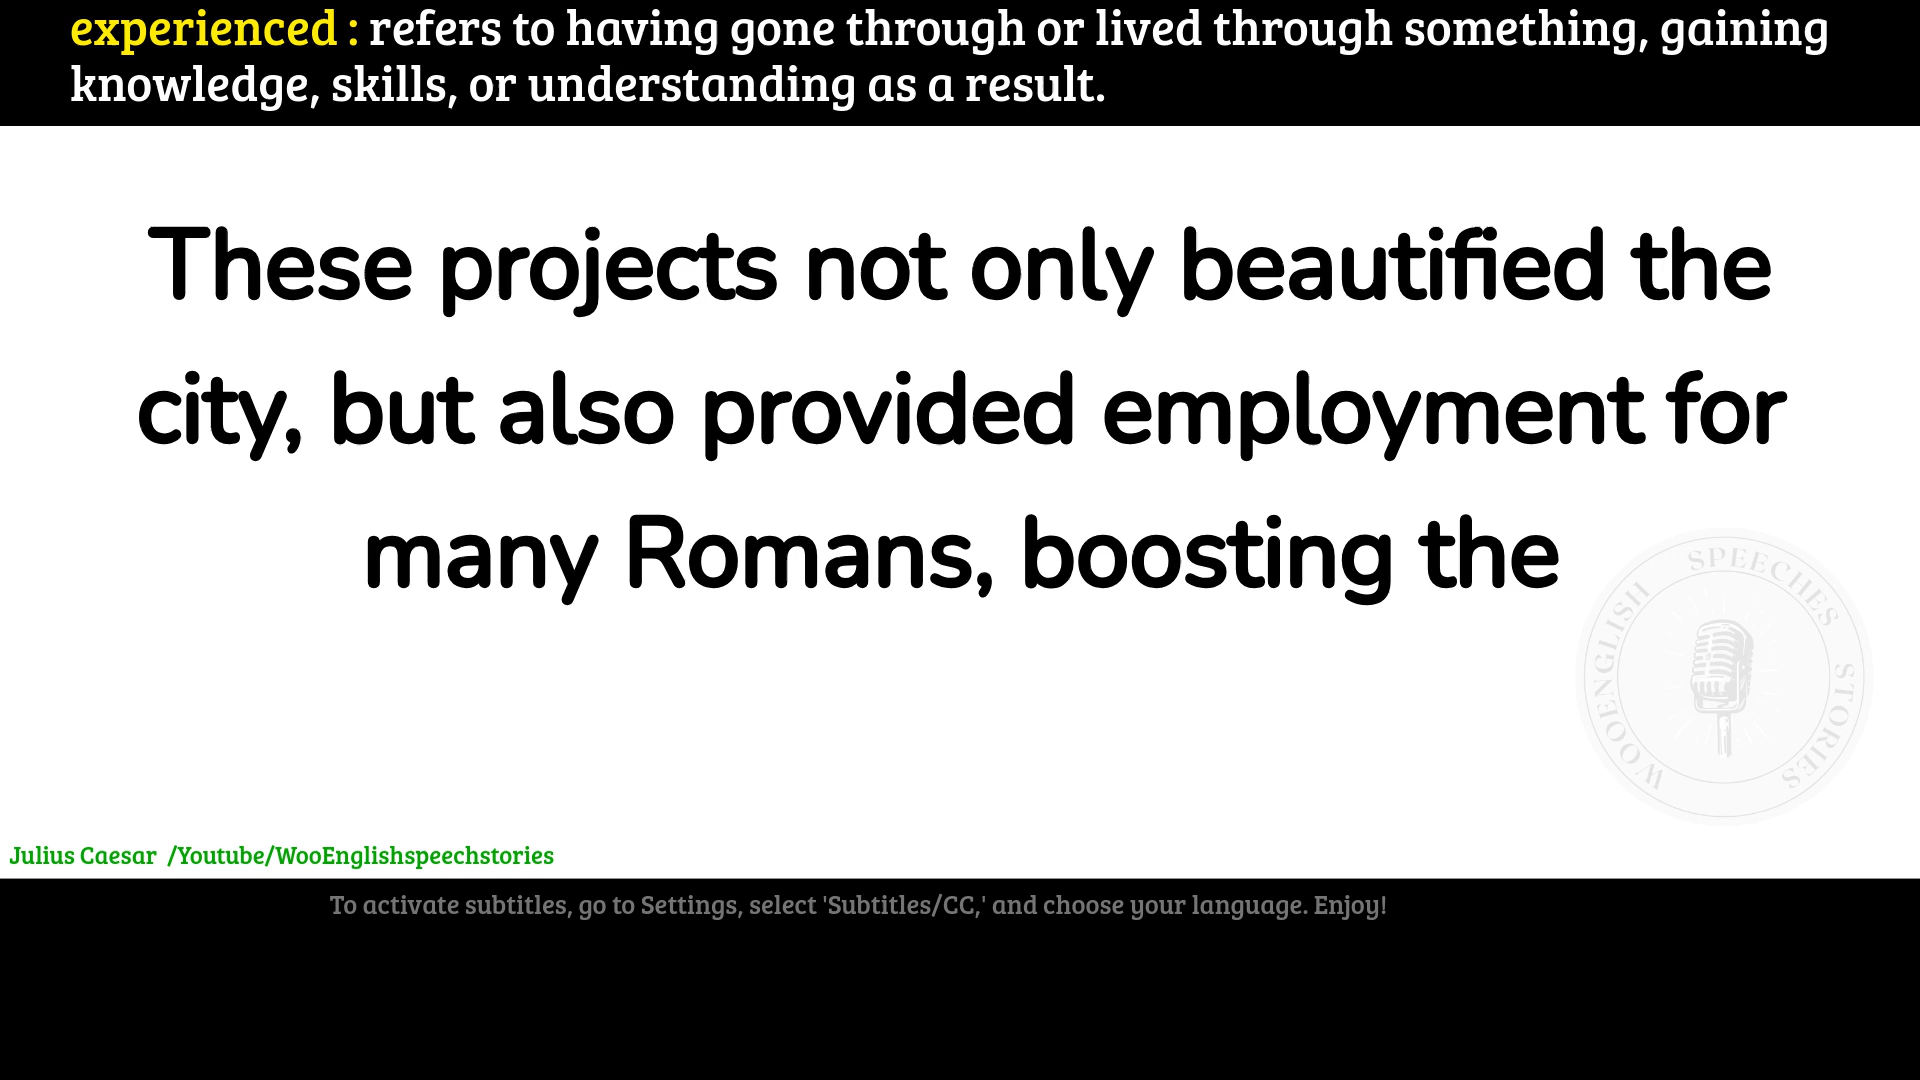 experienced : refers to having gone through or lived through something, gaining
knowledge, skills, or understanding as a result.
These projects not only beautified the
city, but also provided employment for
many Romans, boosting the
WOOENGLISH SPEECHES STORIES
Julius Caesar /Youtube/WooEnglishspeechstories
To activate subtitles, go to Settings, select 'Subtitles/CC,' and choose your language. Enjoy!